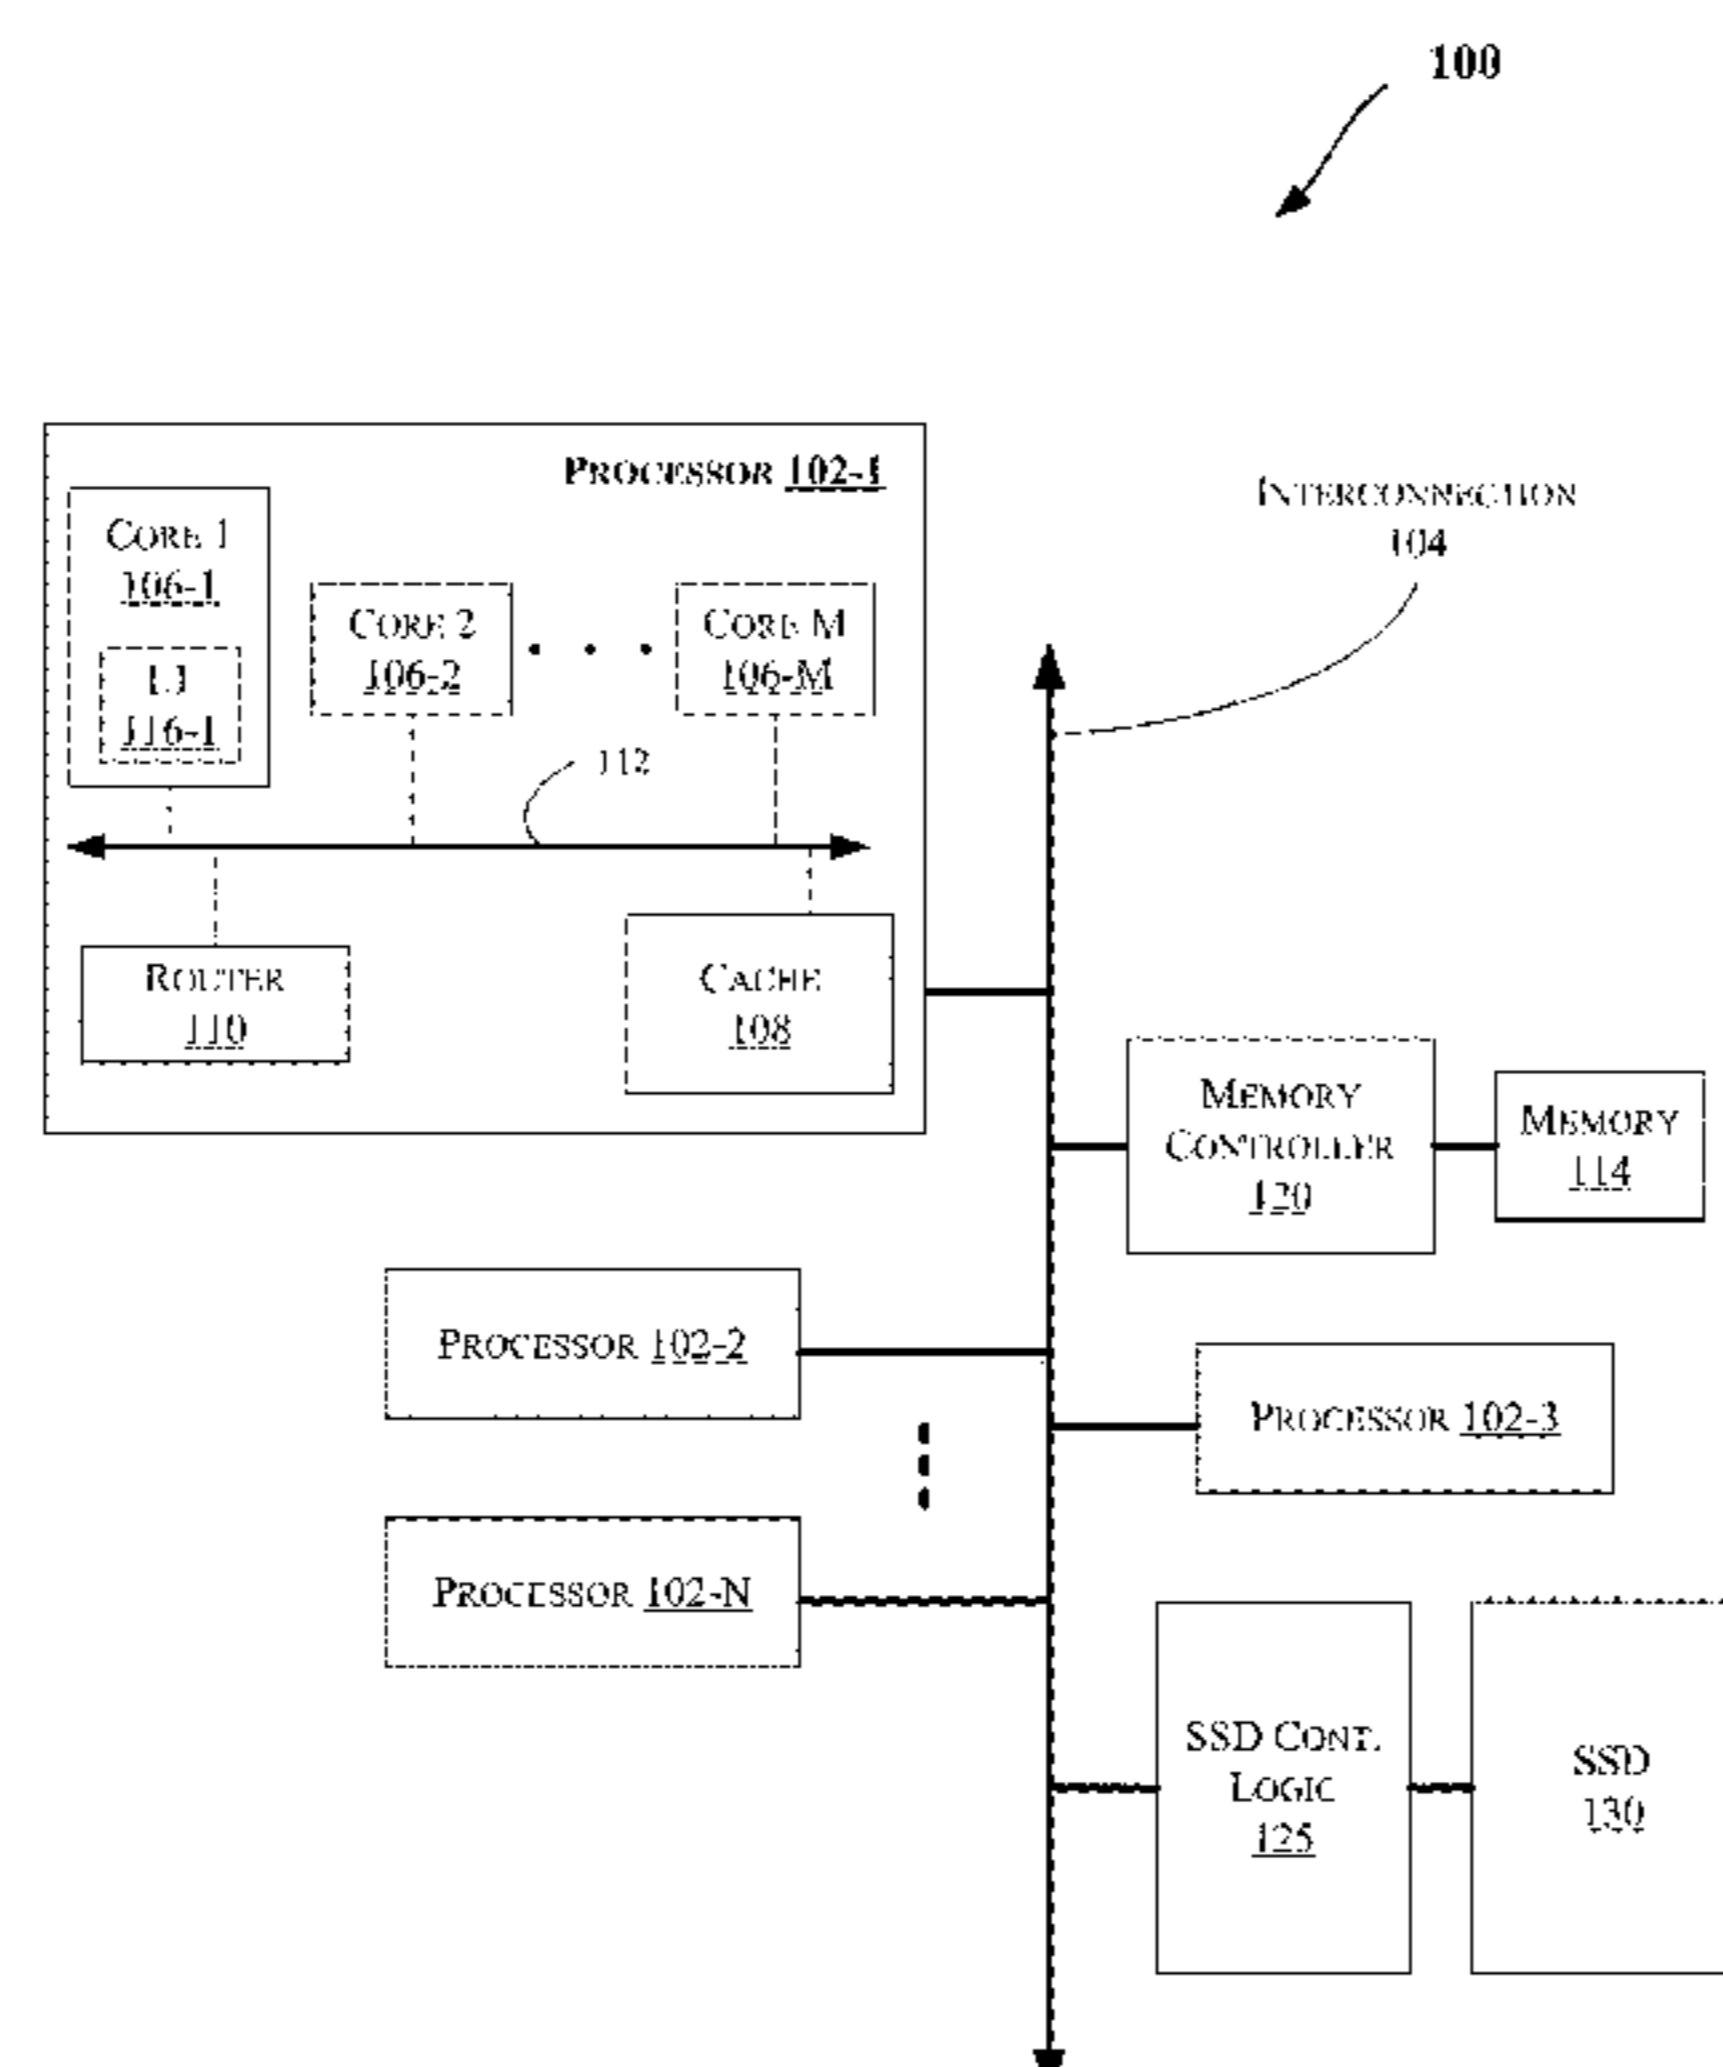 100
PROCESSOR 102-1
INTERCONNECTION
104
CORE 1
106-1
L1
116-1
CORE 2
106-2
CORE M
106-M
112
ROUTER
110
CACHE
108
MEMORY
CONTROLLER
120
MEMORY
114
PROCESSOR 102-2
PROCESSOR 102-3
PROCESSOR 102-N
SSD CONT.
LOGIC
125
SSD
130